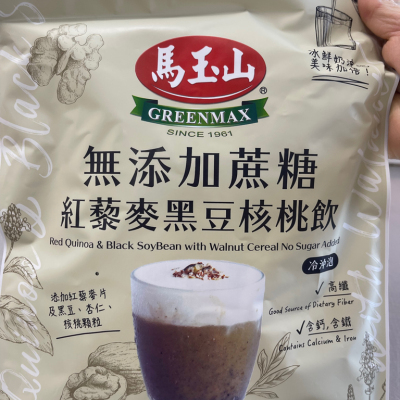 冰鮮奶沖泡
美味加倍!
馬玉山
®
GREENMAX
SINCE 1961
無添加蔗糖
紅藜麥黑豆核桃飲
Red Quinoa & Black SoyBean with Walnut Cereal No Sugar Added
冷沖泡
✓高纖
Good Source of Dietary Fiber
✓含鈣,含鐵
Contains Calcium & Iron
添加紅藜麥片
及黑豆、杏仁、
核桃顆粒